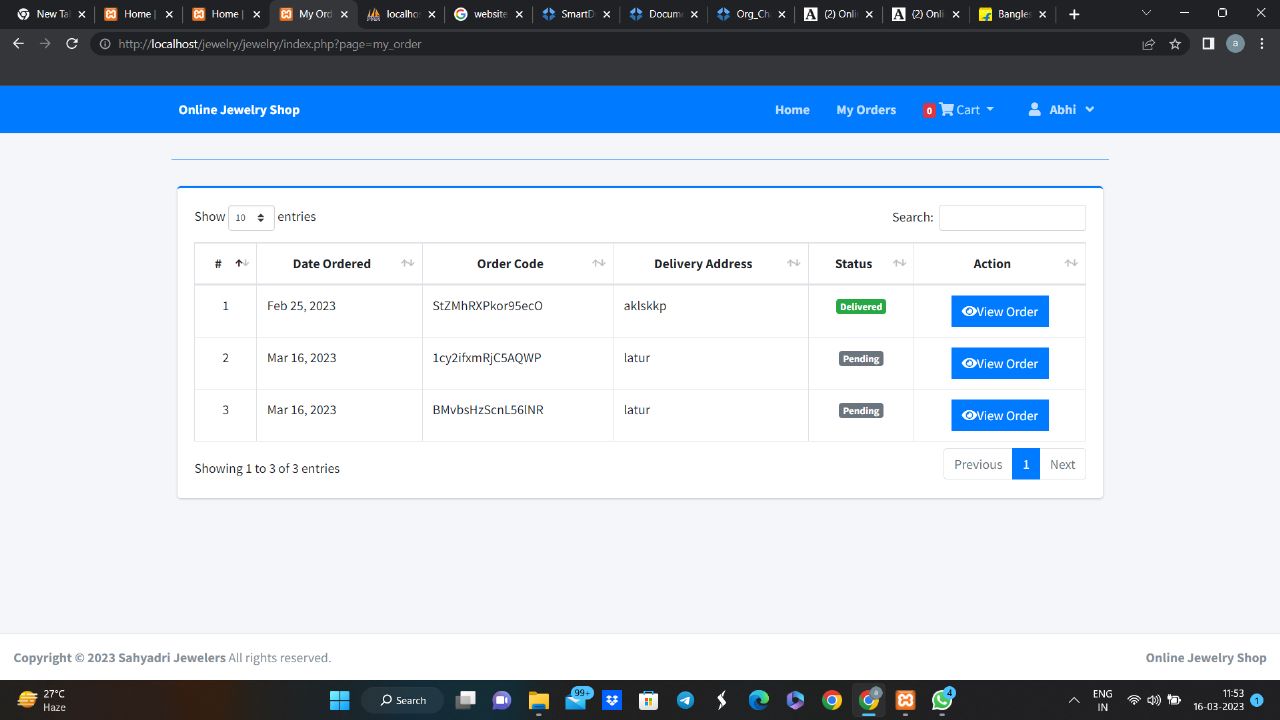 New Ta
Home |
Home |
My Ord
localho
website
SmartD
Docum
Org_Ch
(2) Onli
(2) Onli
Bangles
http://localhost/jewelry/jewelry/index.php?page=my_order
a
Online Jewelry Shop
Home
My Orders
0 Cart
Abhi
Show 10 entries
Search:
# Date Ordered Order Code Delivery Address Status Action
1 Feb 25, 2023 StZMhRXPkor95ecO aklskkp Delivered View Order
2 Mar 16, 2023 1cy2ifxmRjC5AQWP latur Pending View Order
3 Mar 16, 2023 BMvbsHzScnL56lNR latur Pending View Order
Showing 1 to 3 of 3 entries
Previous 1 Next
Copyright © 2023 Sahyadri Jewelers All rights reserved.
Online Jewelry Shop
27°C
Haze
Search
99+
4
ENG
IN
11:53
16-03-2023
1